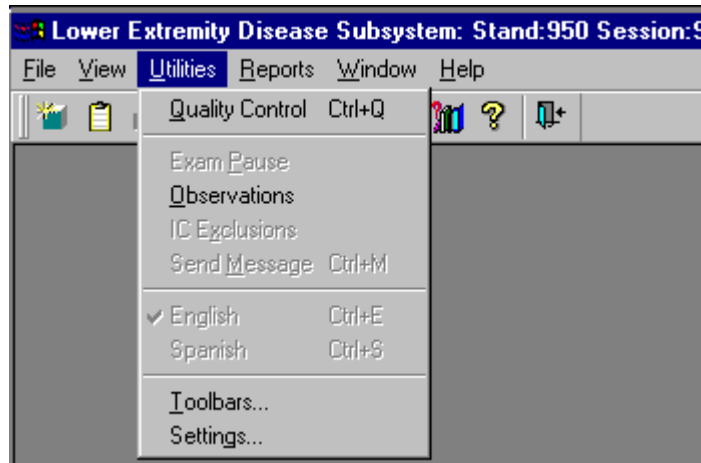 Lower Extremity Disease Subsystem: Stand:950 Session:9
File View Utilities Reports Window Help
Quality Control Ctrl+Q
Exam Pause
Observations
IC Exclusions
Send Message Ctrl+M
English Ctrl+E
Spanish Ctrl+S
Toolbars...
Settings...